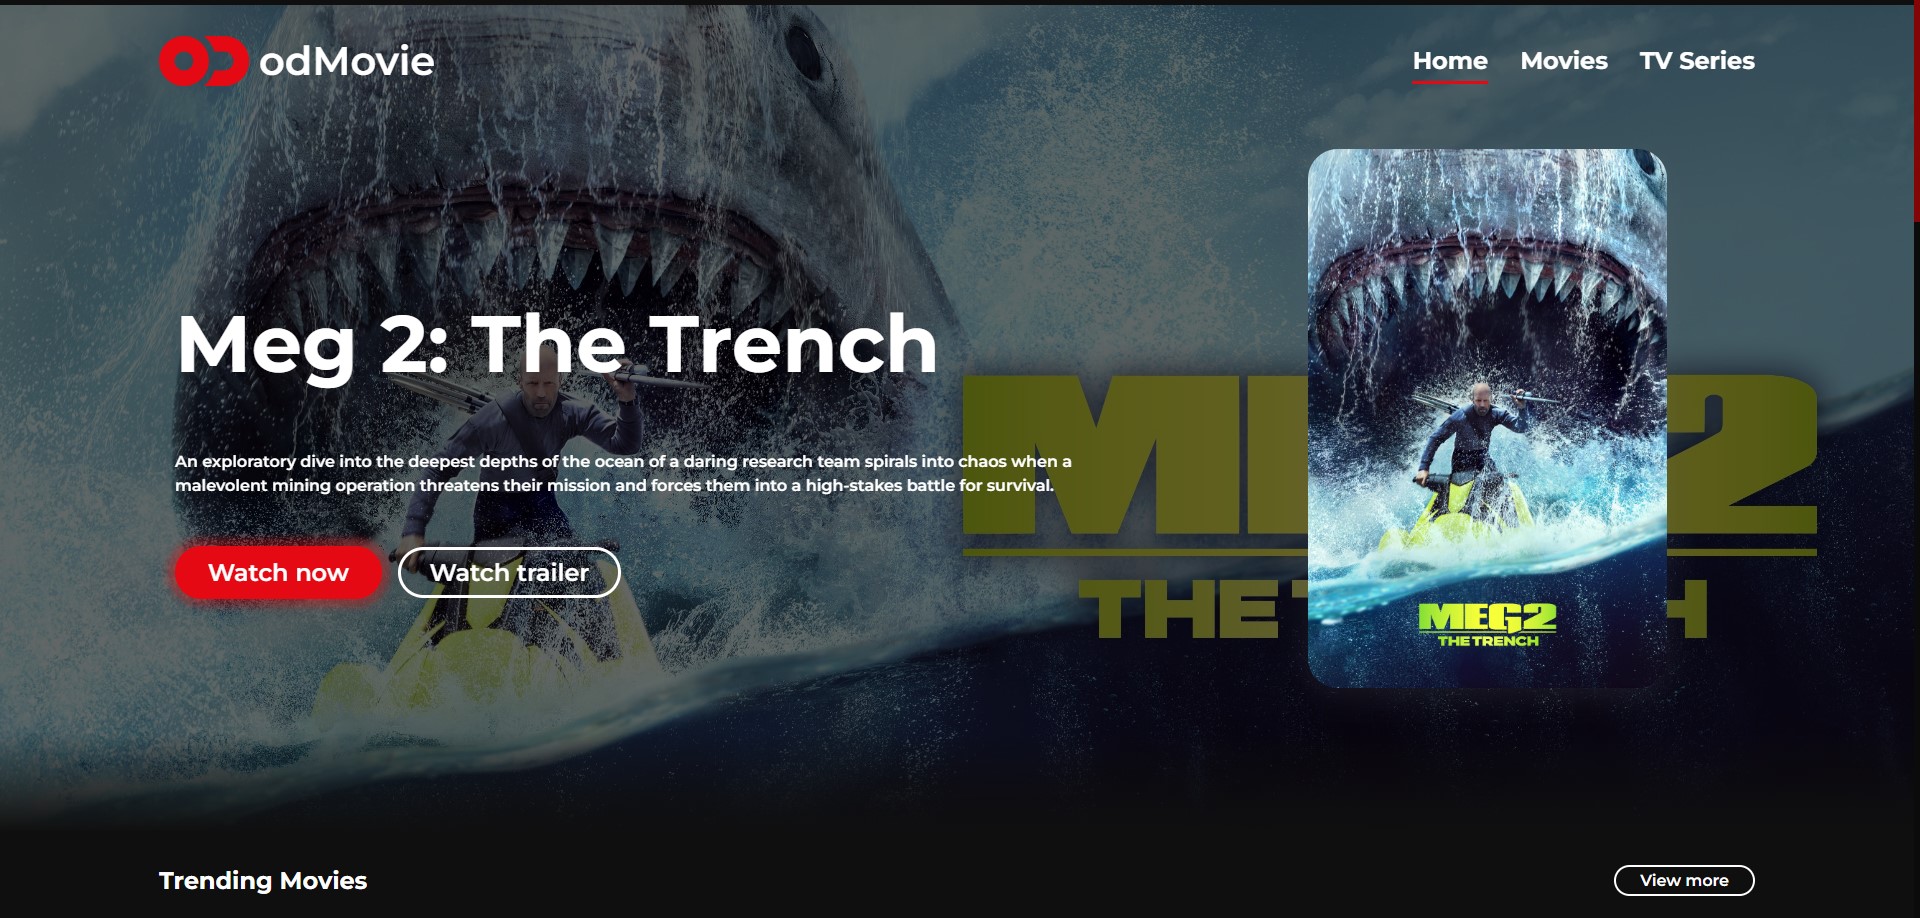 odMovie
Home
Movies
TV Series
Meg 2: The Trench
An exploratory dive into the deepest depths of the ocean of a daring research team spirals into chaos when a
malevolent mining operation threatens their mission and forces them into a high-stakes battle for survival.
Watch now
Watch trailer
MEG2
THE TRENCH
Trending Movies
View more